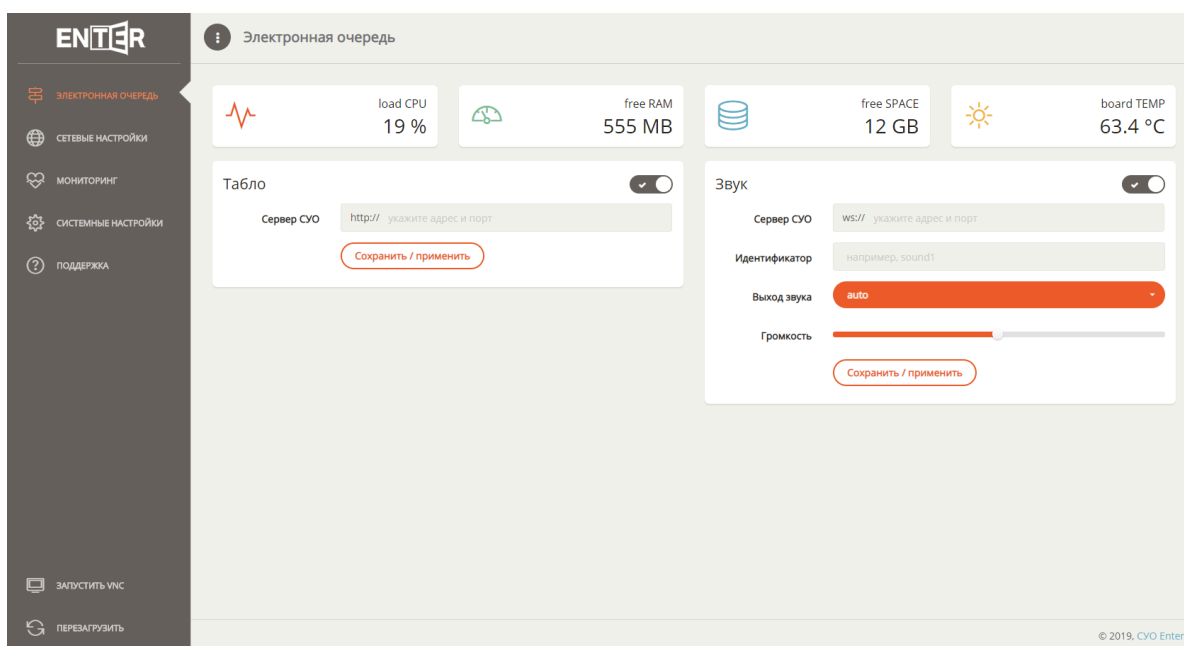 ENTER
Электронная очередь
ЭЛЕКТРОННАЯ ОЧЕРЕДЬ
СЕТЕВЫЕ НАСТРОЙКИ
МОНИТОРИНГ
СИСТЕМНЫЕ НАСТРОЙКИ
ПОДДЕРЖКА
ЗАПУСТИТЬ VNC
ПЕРЕЗАГРУЗИТЬ
load CPU
19 %
free RAM
555 MB
free SPACE
12 GB
board TEMP
63.4 °C
Табло
Сервер СУО http:// укажите адрес и порт
Сохранить / применить
Звук
Сервер СУО ws:// укажите адрес и порт
Идентификатор например, sound1
Выход звука auto
Громкость
Сохранить / применить
© 2019, СУО Enter